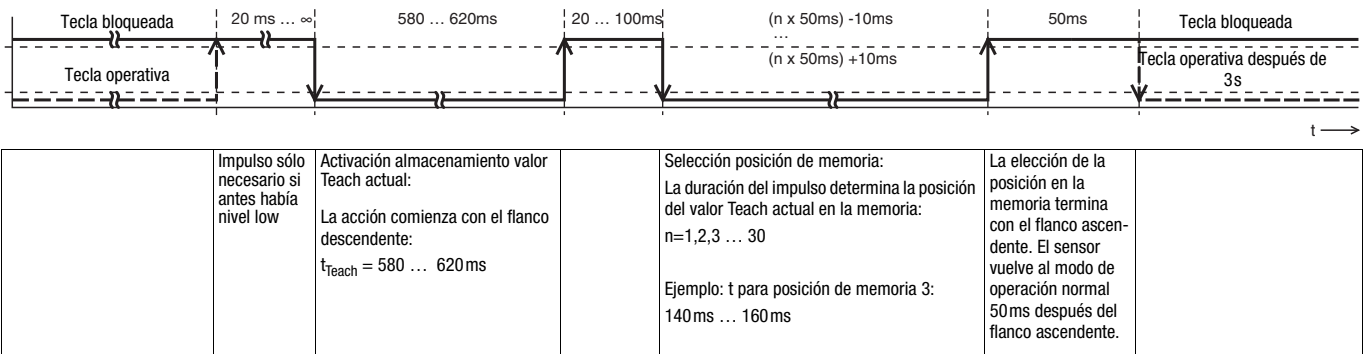 Tecla bloqueada
20 ms … ∞
580 … 620ms
20 … 100ms
(n x 50ms) -10ms
…
(n x 50ms) +10ms
50ms
Tecla bloqueada
Tecla operativa
Tecla operativa después de
3s
t
Impulso sólo
necesario si
antes había
nivel low
Activación almacenamiento valor
Teach actual:
La acción comienza con el flanco
descendente:
tTeach = 580 … 620ms
Selección posición de memoria:
La duración del impulso determina la posición
del valor Teach actual en la memoria:
n=1,2,3 … 30
Ejemplo: t para posición de memoria 3:
140ms … 160ms
La elección de la
posición en la
memoria termina
con el flanco ascen-
dente. El sensor
vuelve al modo de
operación normal
50ms después del
flanco ascendente.